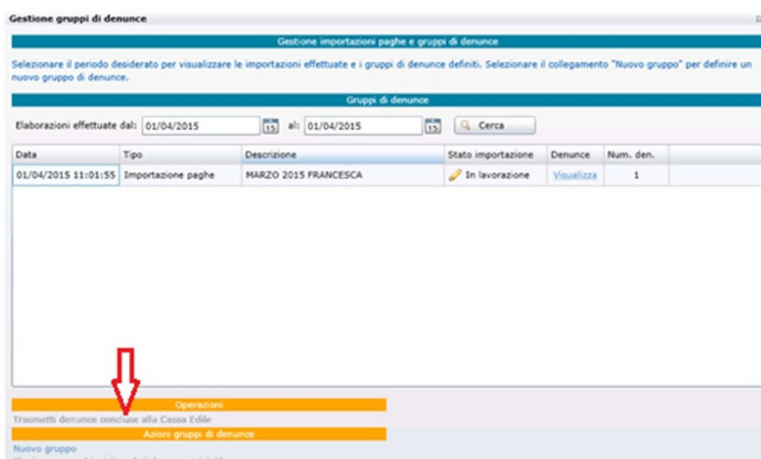 Gestione gruppi di denunce
Gestione importazioni paghe e gruppi di denunce
Selezionare il periodo desiderato per visualizzare le importazioni effettuate e i gruppi di denunce definiti. Selezionare il collegamento "Nuovo gruppo" per definire un
nuovo gruppo di denunce.
Gruppi di denunce
Elaborazioni effettuate dal: 01/04/2015 15 al: 01/04/2015 15 Cerca
Data Tipo Descrizione Stato importazione Denunce Num. den.
01/04/2015 11:01:55 Importazione paghe MARZO 2015 FRANCESCA In lavorazione Visualizza 1
Operazioni
Trasmetti denunce concluse alla Cassa Edile
Azioni gruppi di denunce
Nuovo gruppo